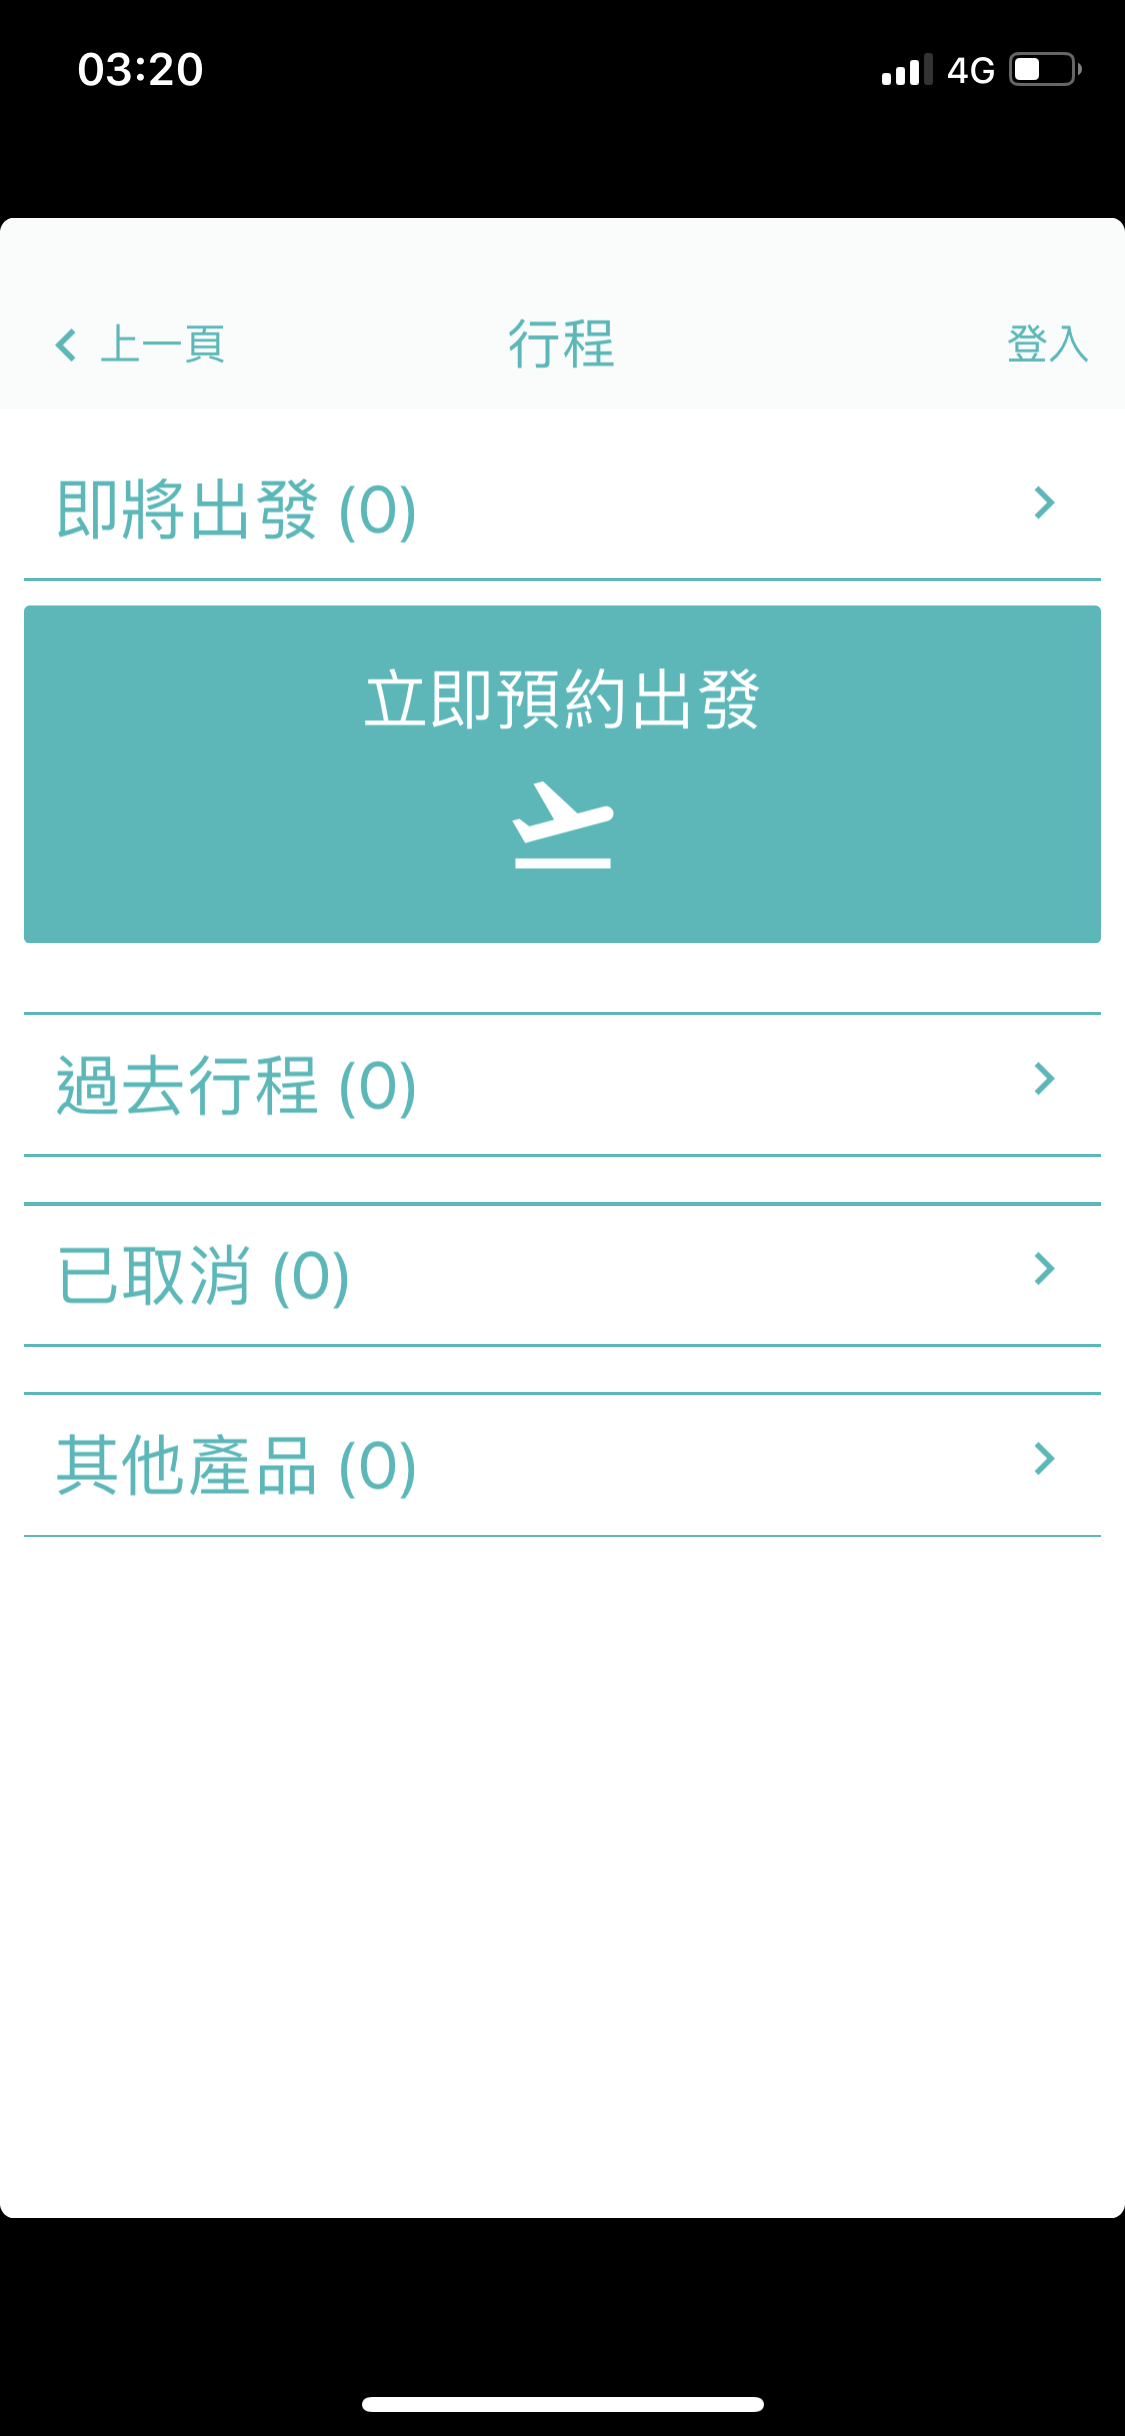 03:20
4G
上一頁
行程
登入
即將出發 (0)
立即預約出發
過去行程 (0)
已取消 (0)
其他產品 (0)